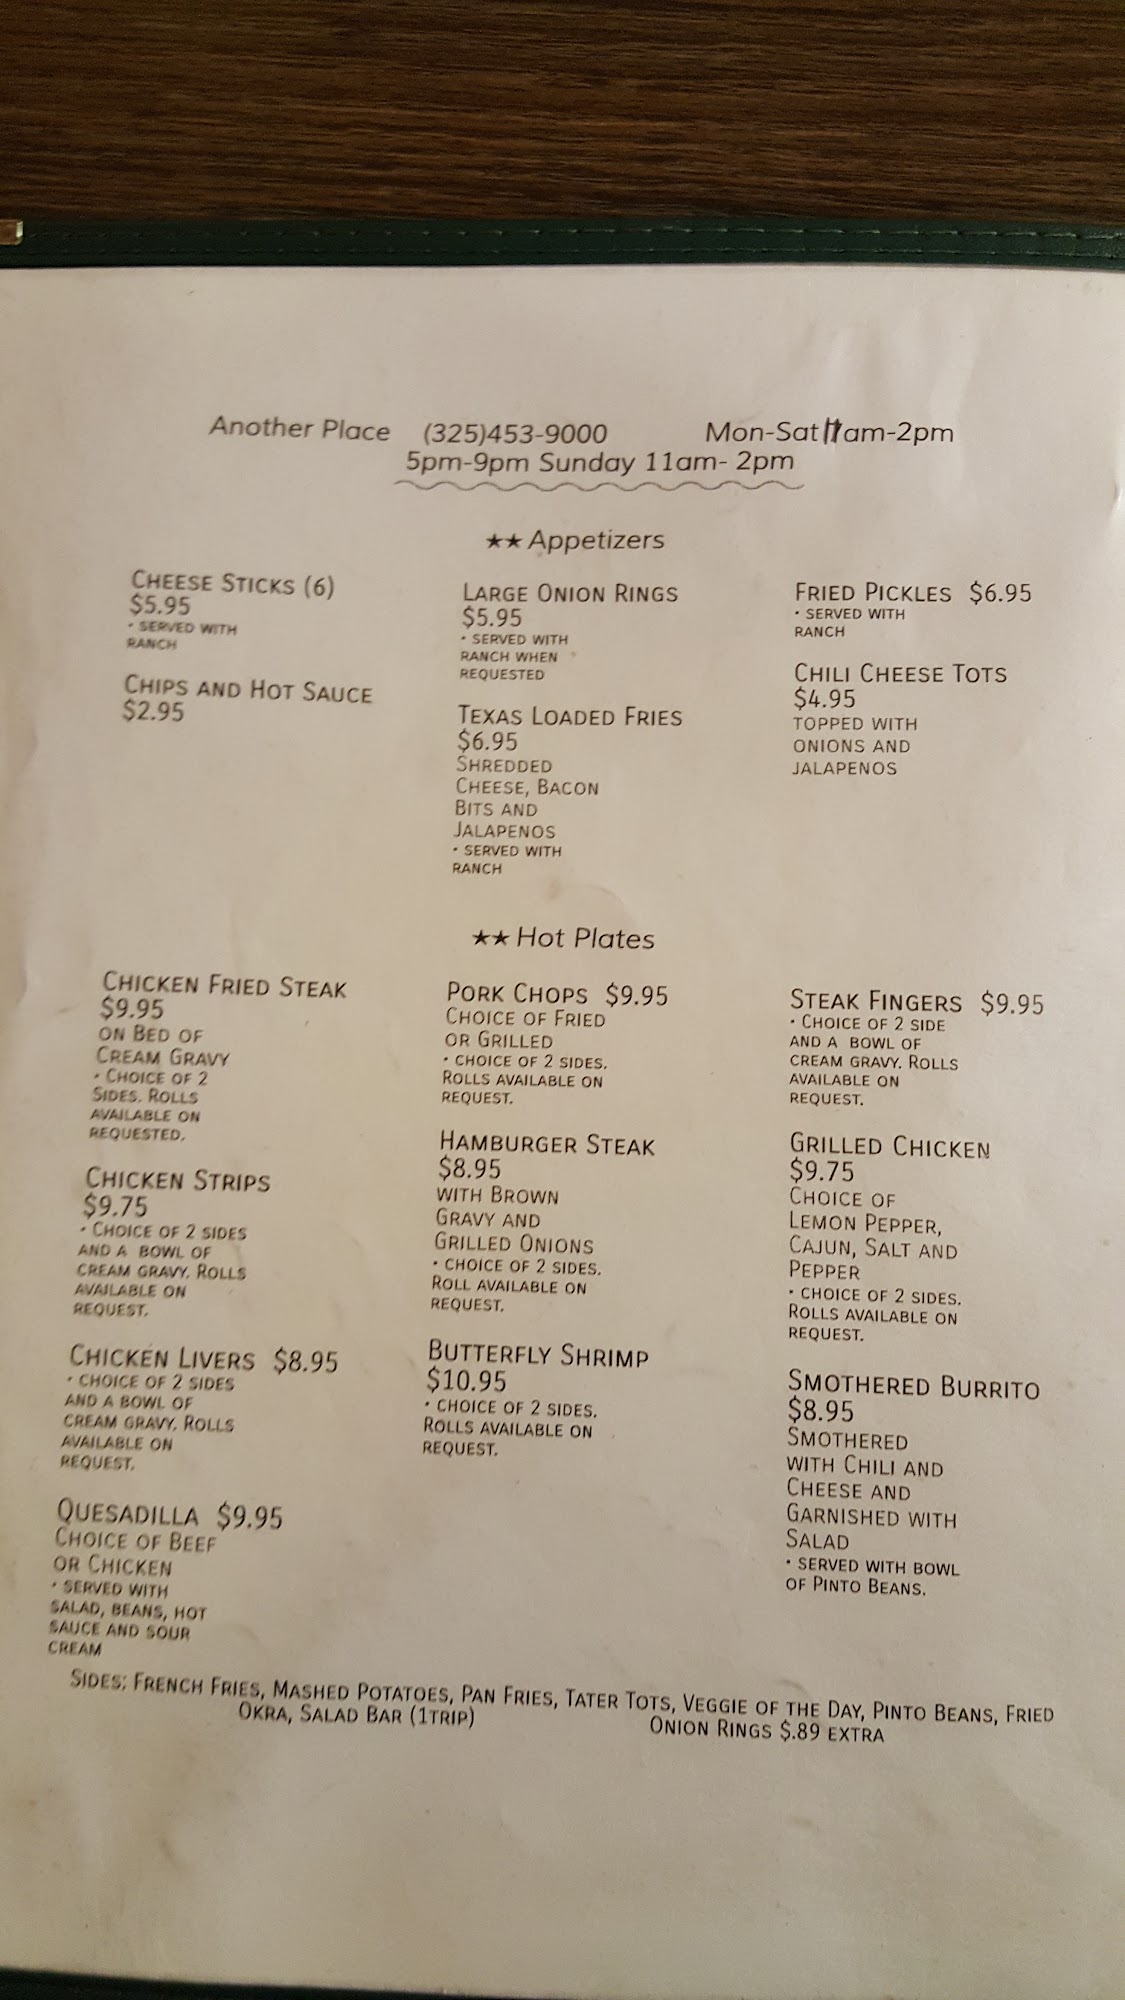 Another Place (325)453-9000 Mon-Sat 11am-2pm
5pm-9pm Sunday 11am- 2pm
★★ Appetizers
CHEESE STICKS (6)
$5.95
• SERVED WITH
RANCH
CHIPS AND HOT SAUCE
$2.95
LARGE ONION RINGS
$5.95
• SERVED WITH
RANCH WHEN
REQUESTED
TEXAS LOADED FRIES
$6.95
SHREDDED
CHEESE, BACON
BITS AND
JALAPENOS
• SERVED WITH
RANCH
FRIED PICKLES $6.95
• SERVED WITH
RANCH
CHILI CHEESE TOTS
$4.95
TOPPED WITH
ONIONS AND
JALAPENOS
★★ Hot Plates
CHICKEN FRIED STEAK
$9.95
ON BED OF
CREAM GRAVY
• CHOICE OF 2
SIDES. ROLLS
AVAILABLE ON
REQUESTED.
CHICKEN STRIPS
$9.75
• CHOICE OF 2 SIDES
AND A BOWL OF
CREAM GRAVY. ROLLS
AVAILABLE ON
REQUEST.
CHICKEN LIVERS $8.95
• CHOICE OF 2 SIDES
AND A BOWL OF
CREAM GRAVY. ROLLS
AVAILABLE ON
REQUEST.
QUESADILLA $9.95
CHOICE OF BEEF
OR CHICKEN
• SERVED WITH
SALAD, BEANS, HOT
SAUCE AND SOUR
CREAM
PORK CHOPS $9.95
CHOICE OF FRIED
OR GRILLED
• CHOICE OF 2 SIDES.
ROLLS AVAILABLE ON
REQUEST.
HAMBURGER STEAK
$8.95
WITH BROWN
GRAVY AND
GRILLED ONIONS
• CHOICE OF 2 SIDES.
ROLL AVAILABLE ON
REQUEST.
BUTTERFLY SHRIMP
$10.95
• CHOICE OF 2 SIDES.
ROLLS AVAILABLE ON
REQUEST.
STEAK FINGERS $9.95
• CHOICE OF 2 SIDE
AND A BOWL OF
CREAM GRAVY. ROLLS
AVAILABLE ON
REQUEST.
GRILLED CHICKEN
$9.75
CHOICE OF
LEMON PEPPER,
CAJUN, SALT AND
PEPPER
• CHOICE OF 2 SIDES.
ROLLS AVAILABLE ON
REQUEST.
SMOTHERED BURRITO
$8.95
SMOTHERED
WITH CHILI AND
CHEESE AND
GARNISHED WITH
SALAD
• SERVED WITH BOWL
OF PINTO BEANS.
SIDES: FRENCH FRIES, MASHED POTATOES, PAN FRIES, TATER TOTS, VEGGIE OF THE DAY, PINTO BEANS, FRIED
OKRA, SALAD BAR (1TRIP) ONION RINGS $.89 EXTRA